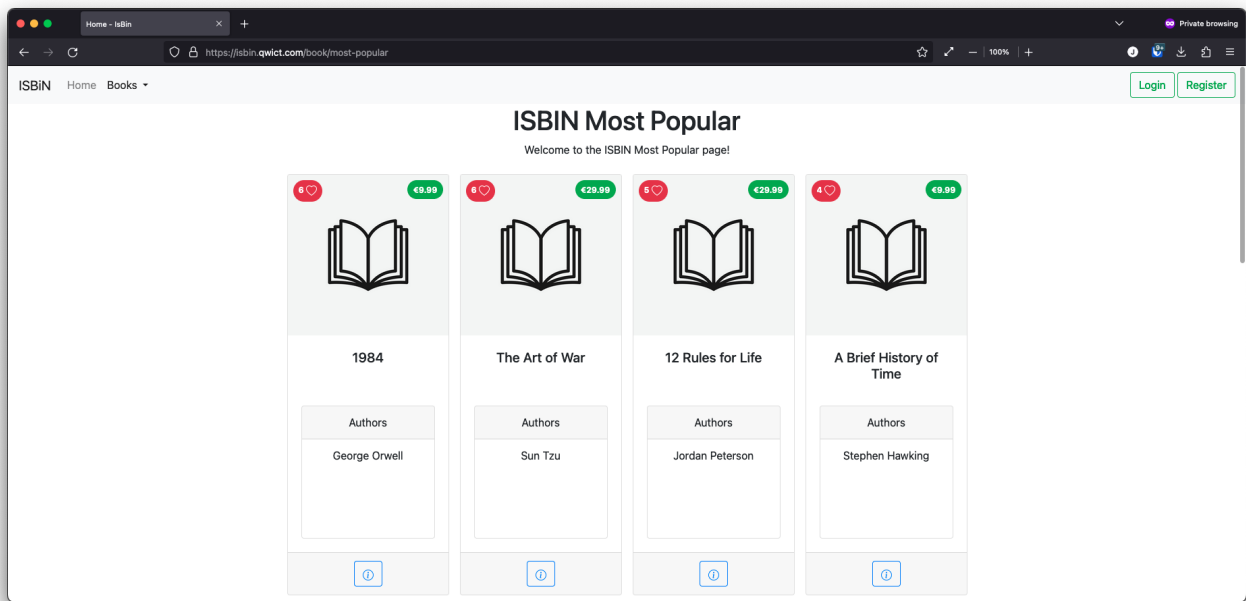 Home - IsBin
Private browsing
https://isbin.qwict.com/book/most-popular
100%
9+
J
ISBiN Home Books
Login Register
ISBIN Most Popular
Welcome to the ISBIN Most Popular page!
6 €9.99
6 €29.99
5 €29.99
4 €9.99
1984
The Art of War
12 Rules for Life
A Brief History of
Time
Authors
Authors
Authors
Authors
George Orwell
Sun Tzu
Jordan Peterson
Stephen Hawking